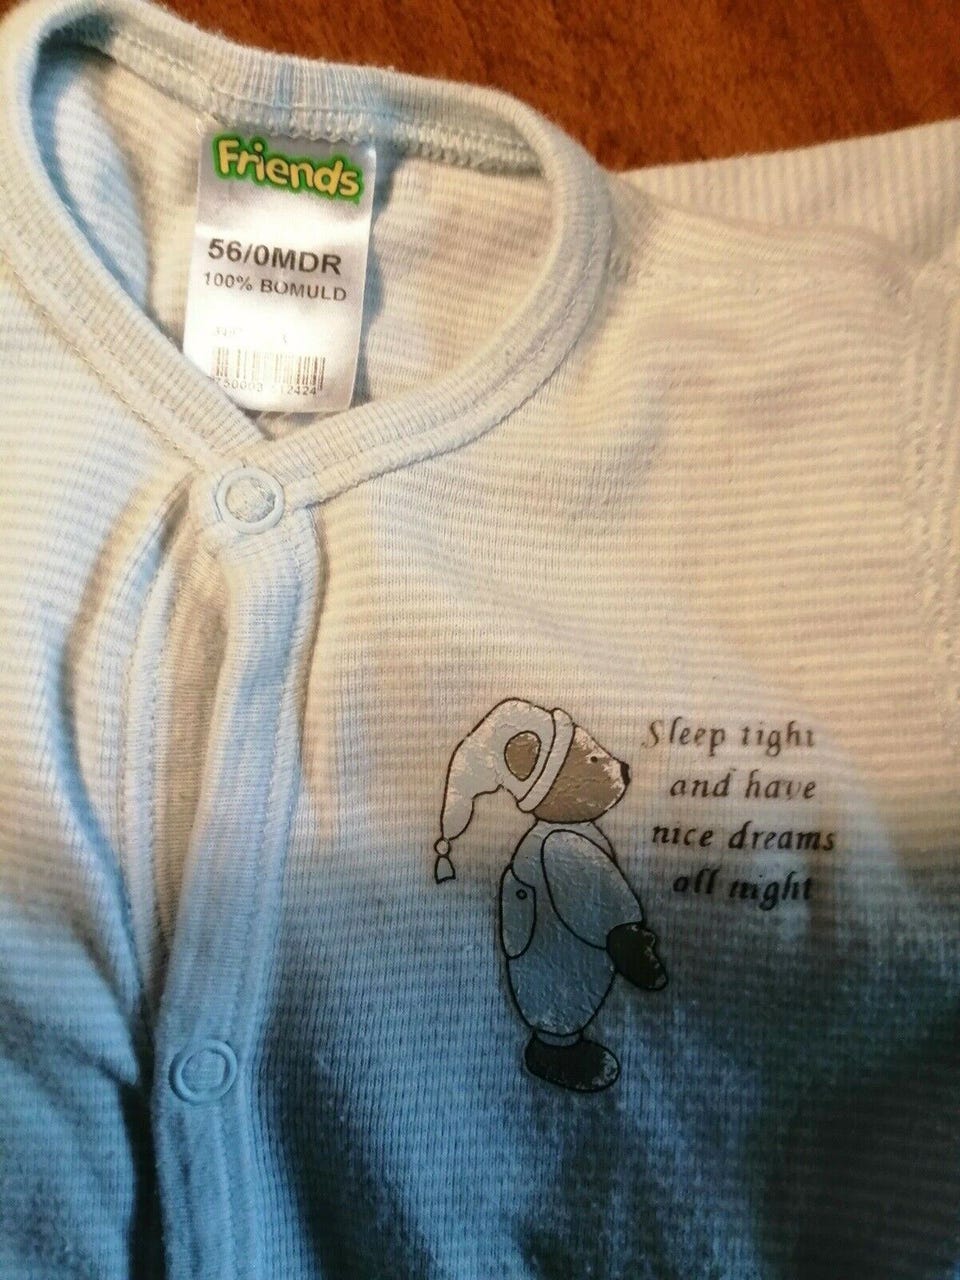 Friends
56/0MDR
100% BOMULD
Sleep tight
and have
nice dreams
all night